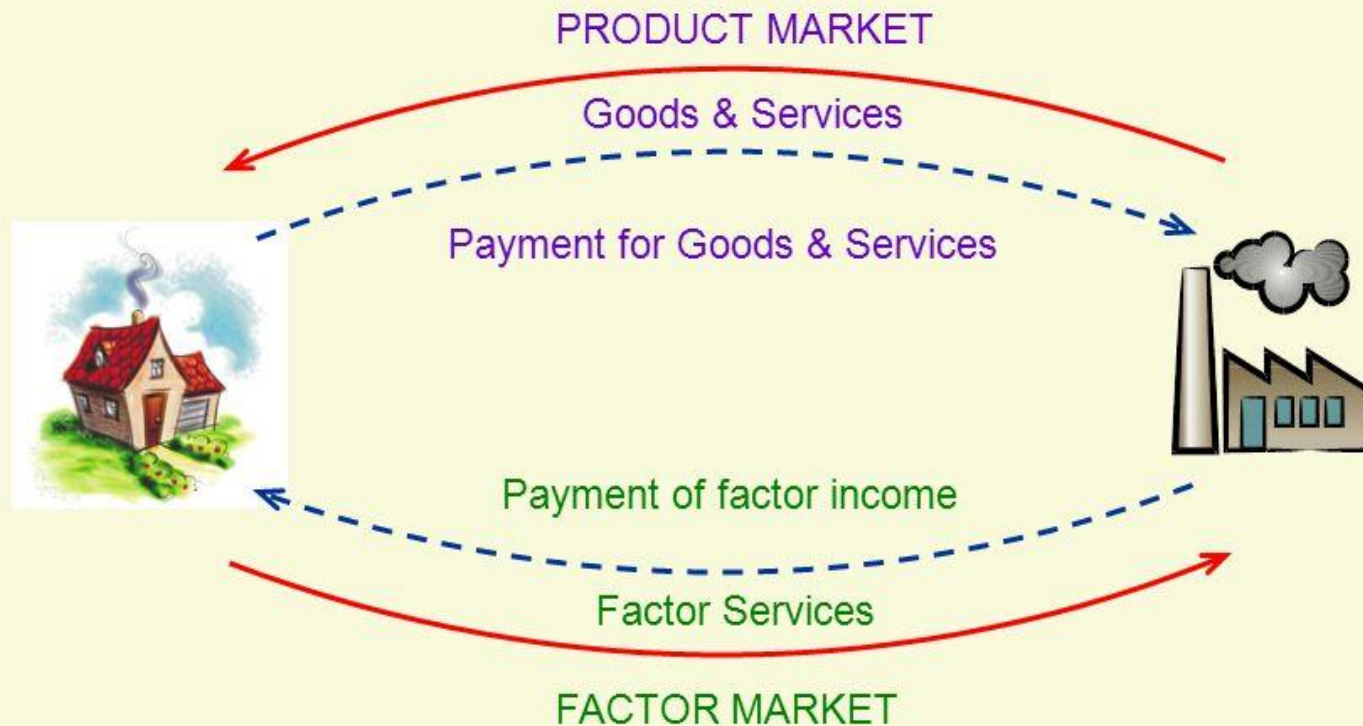 PRODUCT MARKET
Goods & Services
Payment for Goods & Services
Payment of factor income
Factor Services
FACTOR MARKET